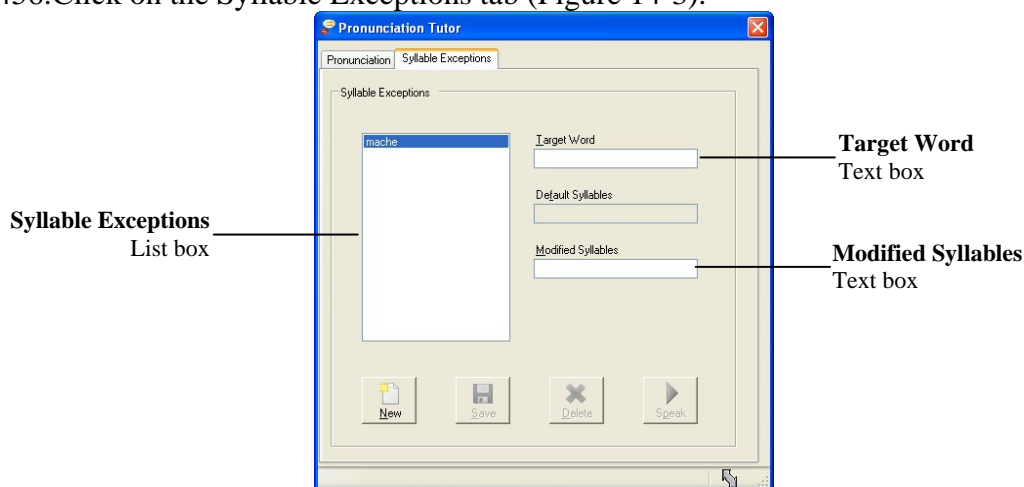 456.Click on the Syllable Exceptions tab (Figure 14-3).
Pronunciation Tutor
Pronunciation Syllable Exceptions
Syllable Exceptions
mache
Target Word
Default Syllables
Modified Syllables
New Save Delete Speak
Syllable Exceptions
List box
Target Word
Text box
Modified Syllables
Text box